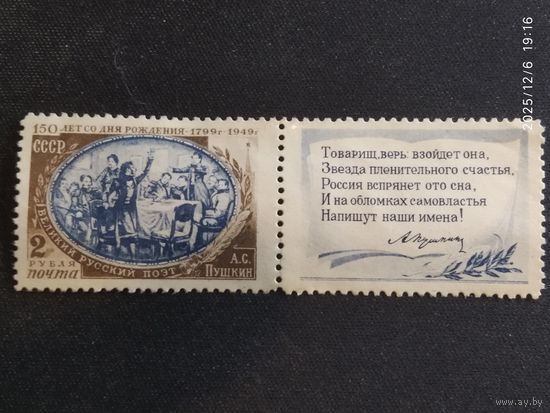 150 ЛЕТ СО ДНЯ РОЖДЕНИЯ · 1799г 1949г
СССР
ВЕЛИКИЙ РУССКИЙ ПОЭТ
2
РУБЛЯ
ПОЧТА
А.С.
ПУШКИН
Товарищ, верь: взойдет она,
Звезда пленительного счастья,
Россия вспрянет ото сна,
И на обломках самовластья
Напишут наши имена!
А. Пушкин
2025/12/6 19:16
www.ay.by